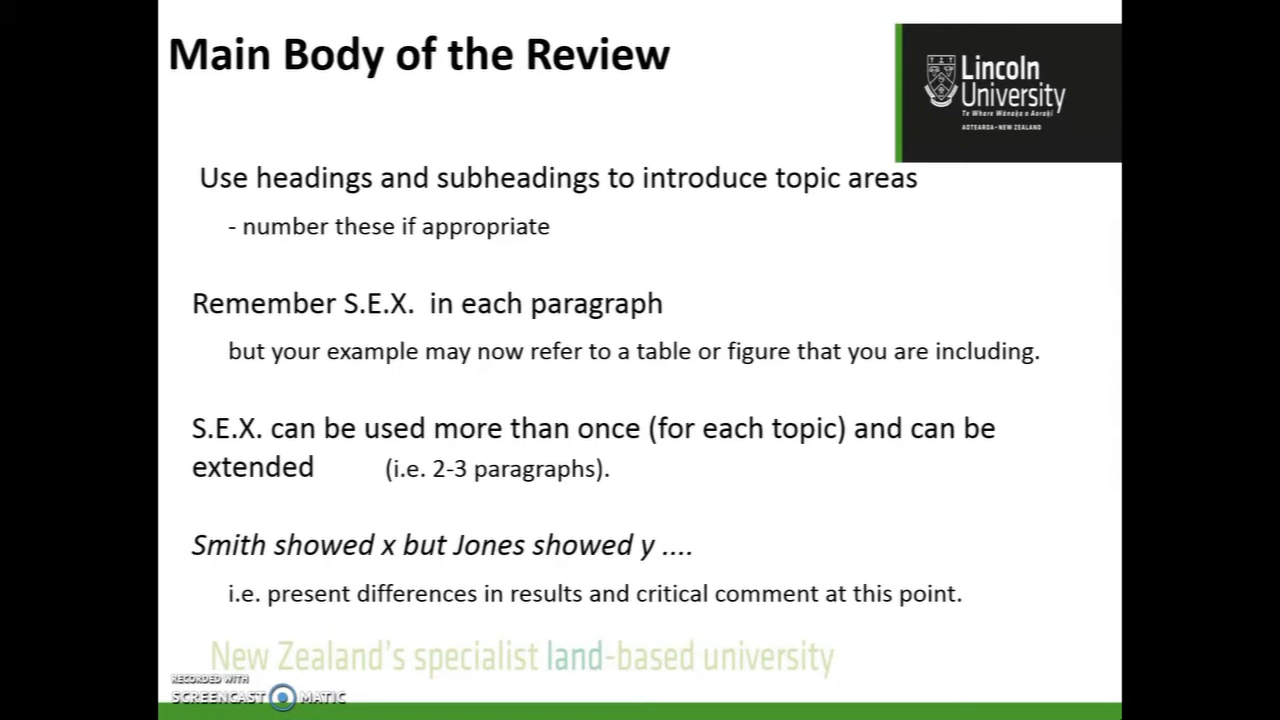 Main Body of the Review
Lincoln
University
Te Whare Wānaka o Aoraki
AOTEAROA • NEW ZEALAND
Use headings and subheadings to introduce topic areas
- number these if appropriate
Remember S.E.X. in each paragraph
but your example may now refer to a table or figure that you are including.
S.E.X. can be used more than once (for each topic) and can be
extended (i.e. 2-3 paragraphs).
Smith showed x but Jones showed y ....
i.e. present differences in results and critical comment at this point.
New Zealand's specialist land-based university
RECORDED WITH
SCREENCAST MATIC